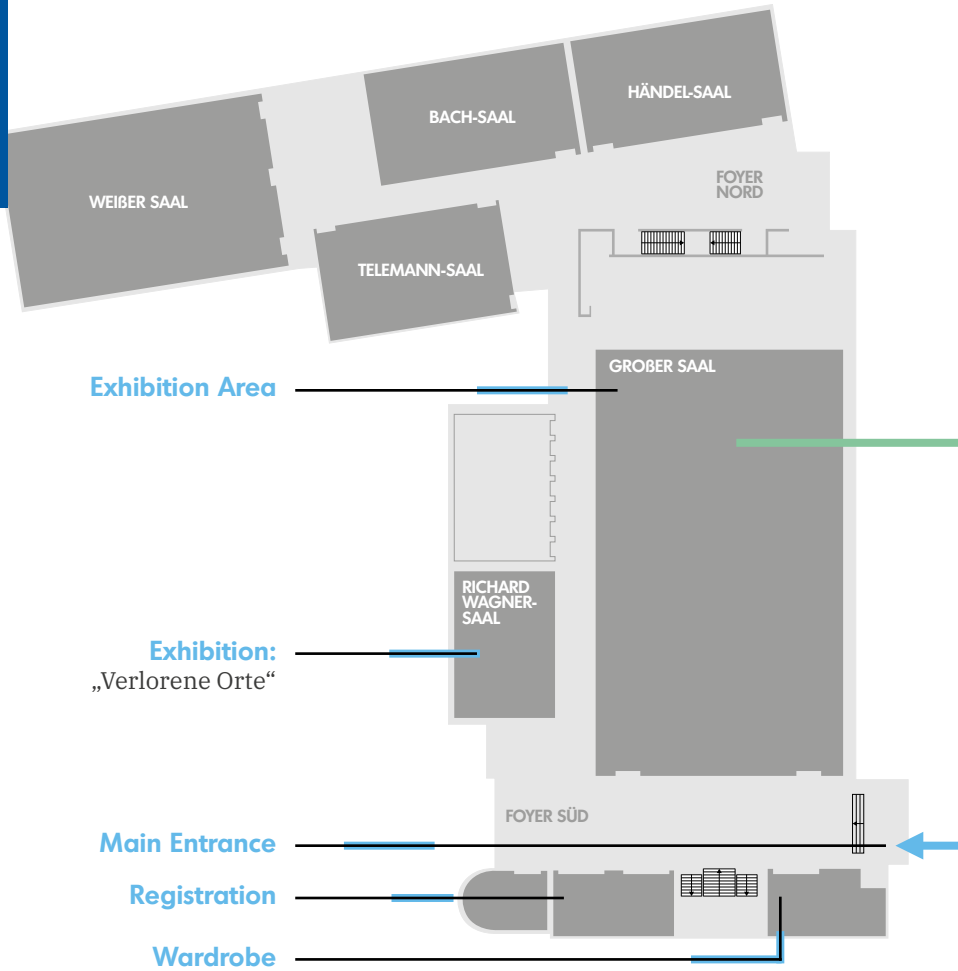 HÄNDEL-SAAL
BACH-SAAL
FOYER
NORD
WEIßER SAAL
TELEMANN-SAAL
GROßER SAAL
Exhibition Area
RICHARD
WAGNER-
SAAL
Exhibition:
„Verlorene Orte“
FOYER SÜD
Main Entrance
Registration
Wardrobe